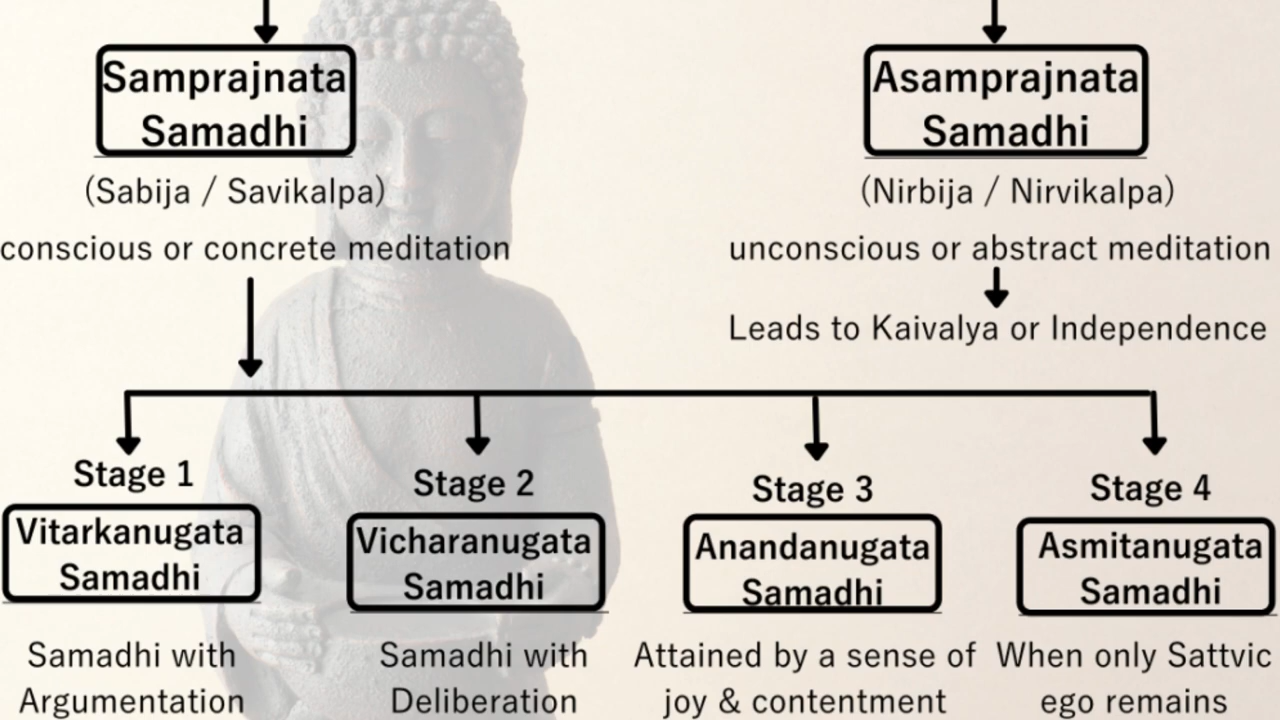 Samprajnata
Samadhi
(Sabija / Savikalpa)
conscious or concrete meditation
Asamprajnata
Samadhi
(Nirbija / Nirvikalpa)
unconscious or abstract meditation
Leads to Kaivalya or Independence
Stage 1
Vitarkanugata
Samadhi
Samadhi with
Argumentation
Stage 2
Vicharanugata
Samadhi
Samadhi with
Deliberation
Stage 3
Anandanugata
Samadhi
Attained by a sense of
joy & contentment
Stage 4
Asmitanugata
Samadhi
When only Sattvic
ego remains